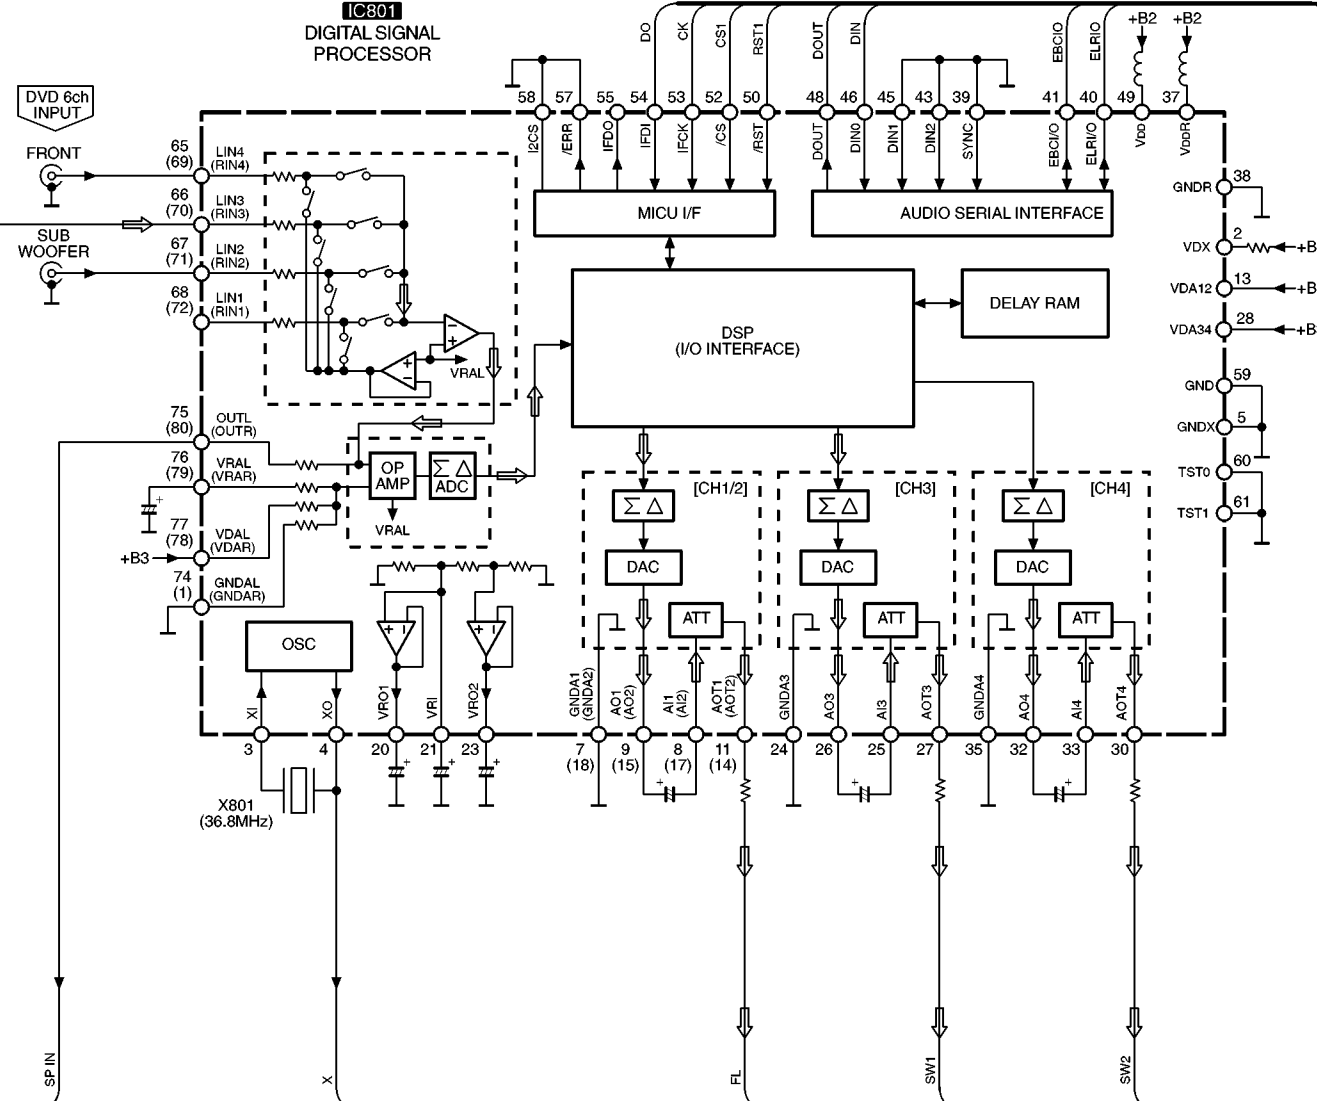 IC801
DIGITAL SIGNAL
PROCESSOR
DVD 6ch
INPUT
FRONT
SUB
WOOFER
65
(69)
LIN4
(RIN4)
66
(70)
LIN3
(RIN3)
67
(71)
LIN2
(RIN2)
68
(72)
LIN1
(RIN1)
75
(80)
OUTL
(OUTR)
76
(79)
VRAL
(VRAR)
77
(78)
VDAL
(VDAR)
+B3
74
(1)
GNDAL
(GNDAR)
VRAL
OP
AMP
ΣΔ
ADC
VRAL
DO
CK
CS1
RST1
DOUT
DIN
EBCIO
ELRIO
+B2
+B2
58
57
55
54
53
52
50
48
46
45
43
39
41
40
49
37
I2CS
/ERR
IFDO
IFDI
IFCK
/CS
/RST
DOUT
DIN0
DIN1
DIN2
SYNC
EBCI/O
ELRI/O
VDD
VDDR
MICU I/F
AUDIO SERIAL INTERFACE
DSP
(I/O INTERFACE)
DELAY RAM
GNDR
38
VDX
2
+B
VDA12
13
+B
VDA34
28
+B
GND
59
GNDX
5
TST0
60
TST1
61
[CH1/2]
[CH3]
[CH4]
ΣΔ
ΣΔ
ΣΔ
DAC
DAC
DAC
ATT
ATT
ATT
OSC
XI
XO
VRO1
VRI
VRO2
GNDA1
(GNDA2)
AO1
(AO2)
AI1
(AI2)
AOT1
(AOT2)
GNDA3
AO3
AI3
AOT3
GNDA4
AO4
AI4
AOT4
3
4
20
21
23
7
(18)
9
(15)
8
(17)
11
(14)
24
26
25
27
35
32
33
30
+
+
+
+
+
+
+
X801
(36.8MHz)
SP IN
X
FL
SW1
SW2